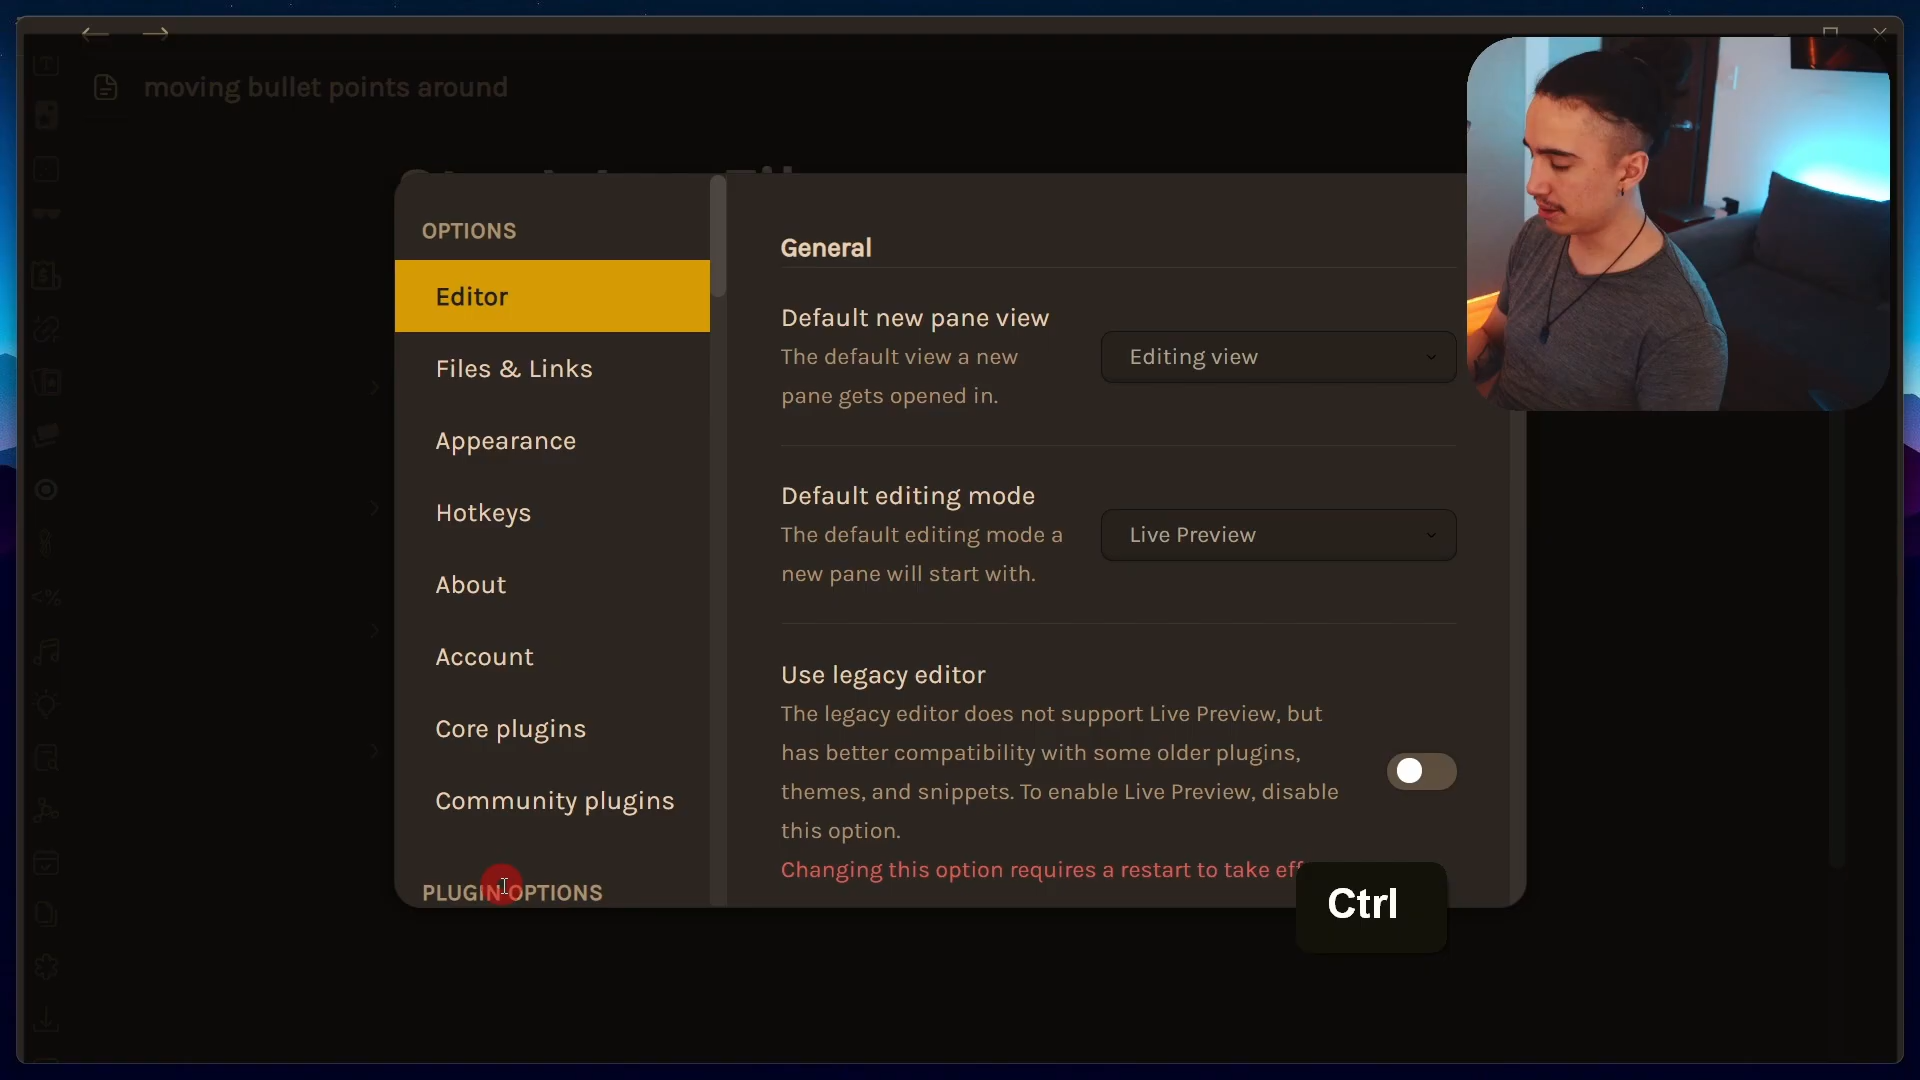 moving bullet points around
OPTIONS
Editor
Files & Links
Appearance
Hotkeys
About
Account
Core plugins
Community plugins
PLUGIN OPTIONS
General
Default new pane view
The default view a new
pane gets opened in.
Editing view
Default editing mode
The default editing mode a
new pane will start with.
Live Preview
Use legacy editor
The legacy editor does not support Live Preview, but
has better compatibility with some older plugins,
themes, and snippets. To enable Live Preview, disable
this option.
Changing this option requires a restart to take eff
Ctrl